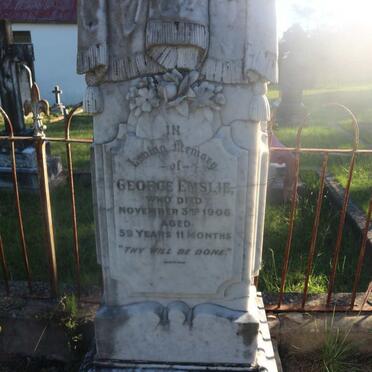 IN
Loving Memory
of
GEORGE EMSLIE,
WHO DIED
NOVEMBER 3RD 1906
AGED
59 YEARS 11 MONTHS
"THY WILL BE DONE."